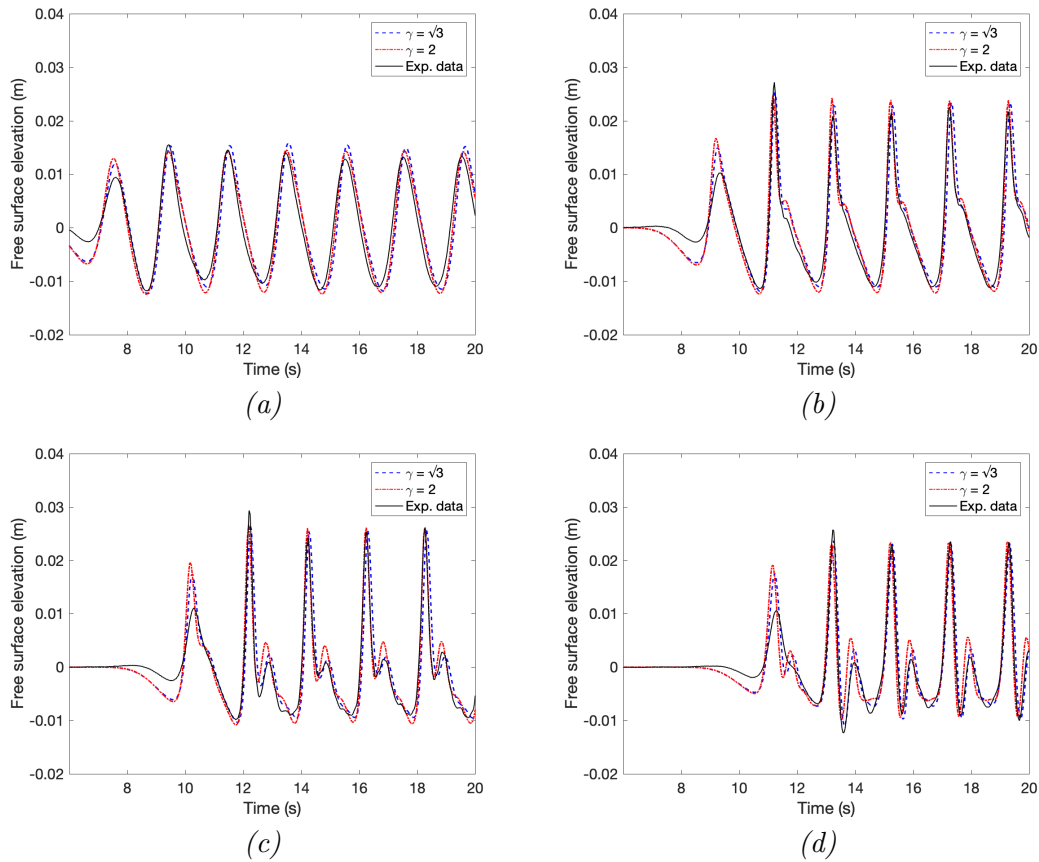 0.04
0.03
0.02
0.01
0
-0.01
-0.02
Free surface elevation (m)
8 10 12 14 16 18 20
Time (s)
γ = √3
γ = 2
Exp. data
(a)
0.04
0.03
0.02
0.01
0
-0.01
-0.02
Free surface elevation (m)
8 10 12 14 16 18 20
Time (s)
γ = √3
γ = 2
Exp. data
(b)
0.04
0.03
0.02
0.01
0
-0.01
-0.02
Free surface elevation (m)
8 10 12 14 16 18 20
Time (s)
γ = √3
γ = 2
Exp. data
(c)
0.04
0.03
0.02
0.01
0
-0.01
-0.02
Free surface elevation (m)
6 8 10 12 14 16 18 20
Time (s)
γ = √3
γ = 2
Exp. data
(d)